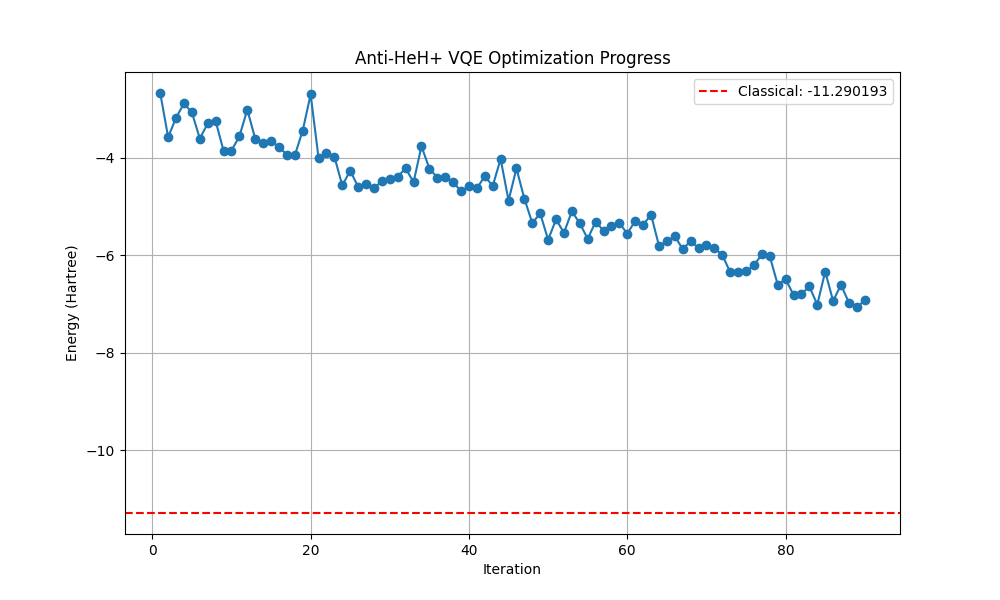 Anti-HeH+ VQE Optimization Progress
Classical: -11.290193
Energy (Hartree)
−4
−6
−8
−10
0 20 40 60 80
Iteration